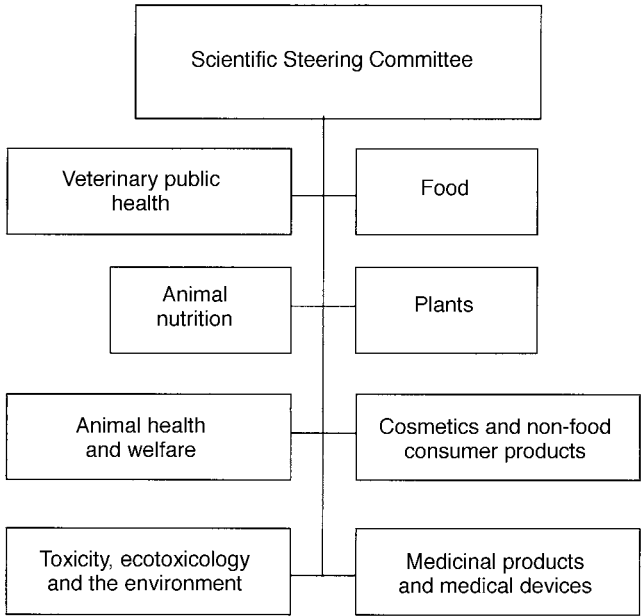 Scientific Steering Committee
Veterinary public
health
Food
Animal
nutrition
Plants
Animal health
and welfare
Cosmetics and non-food
consumer products
Toxicity, ecotoxicology
and the environment
Medicinal products
and medical devices